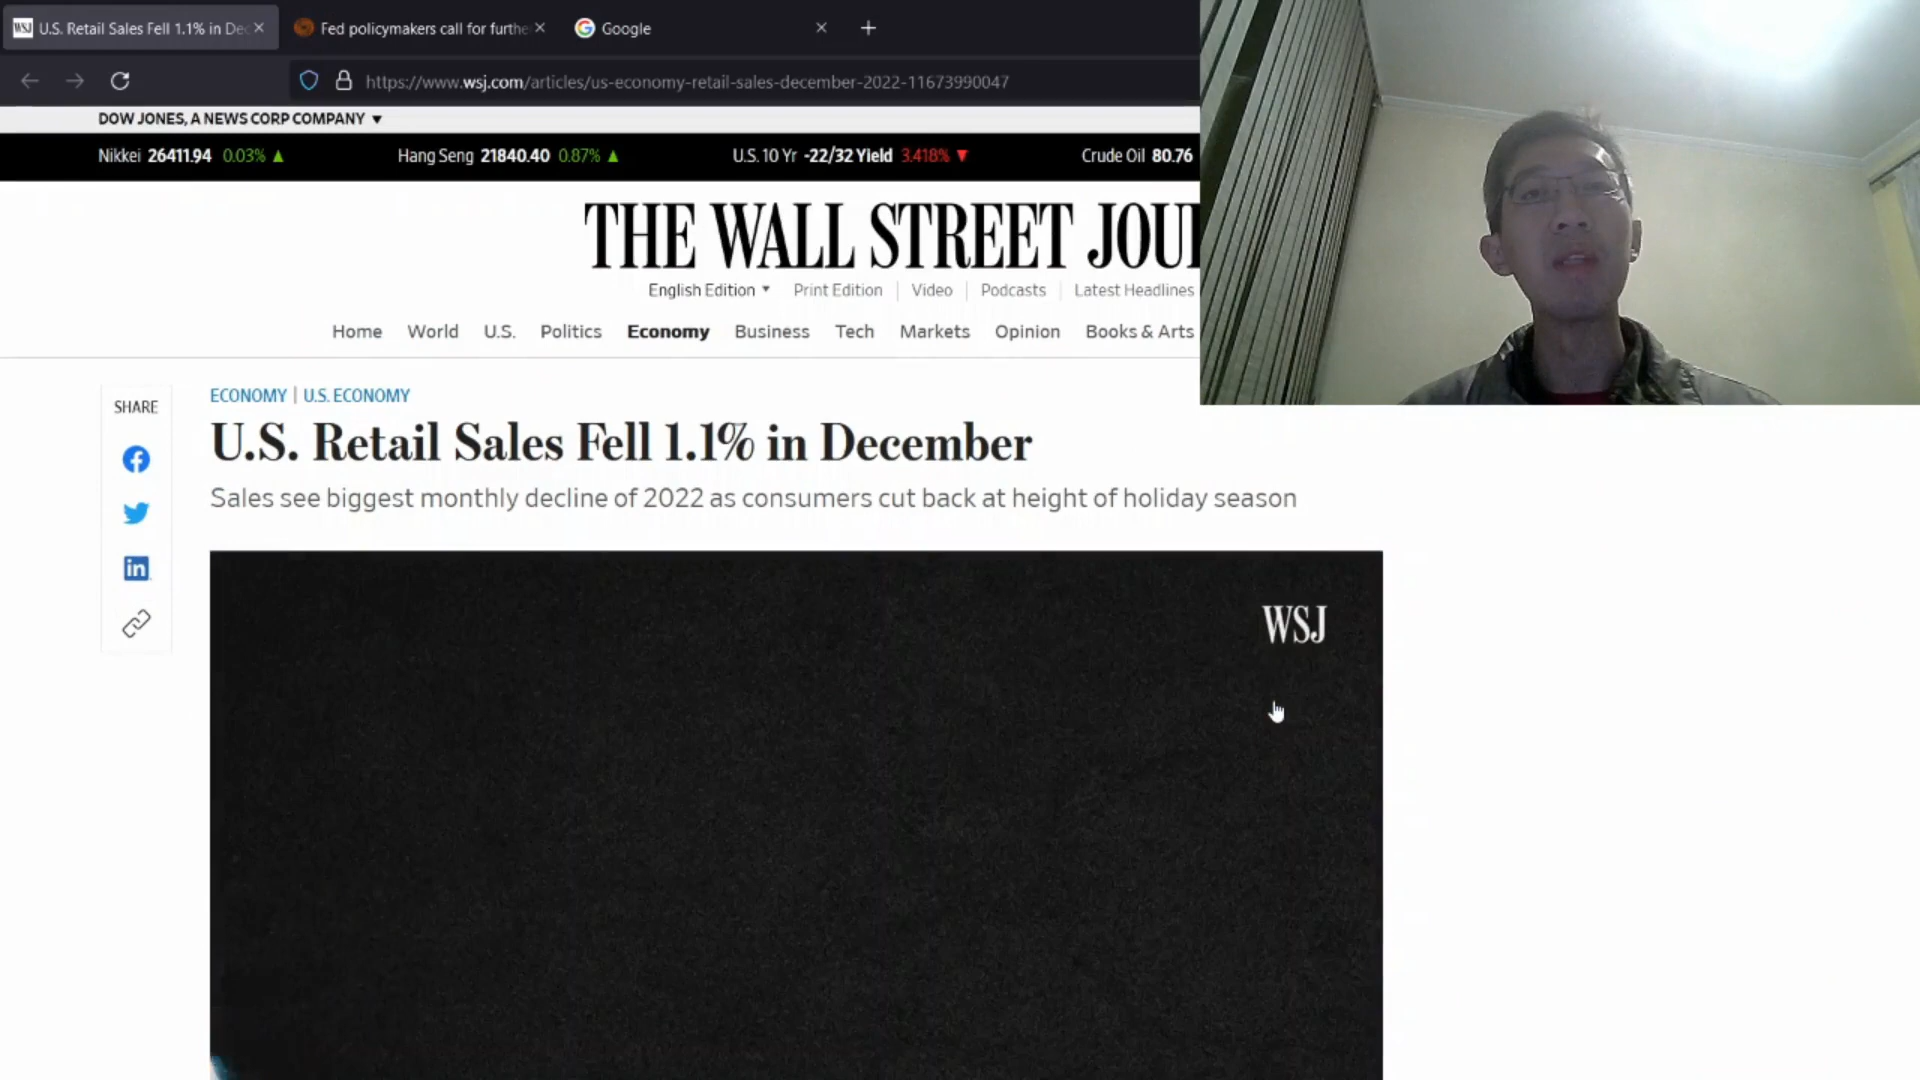 WSJ U.S. Retail Sales Fell 1.1% in Dec
Fed policymakers call for furthe
Google
https://www.wsj.com/articles/us-economy-retail-sales-december-2022-11673990047
DOW JONES, A NEWS CORP COMPANY
Nikkei 26411.94 0.03% Hang Seng 21840.40 0.87% U.S. 10 Yr -22/32 Yield 3.418% Crude Oil 80.76
THE WALL STREET JOU
English Edition Print Edition Video Podcasts Latest Headlines
Home World U.S. Politics Economy Business Tech Markets Opinion Books & Arts
SHARE
ECONOMY | U.S. ECONOMY
U.S. Retail Sales Fell 1.1% in December
Sales see biggest monthly decline of 2022 as consumers cut back at height of holiday season
in
WSJ